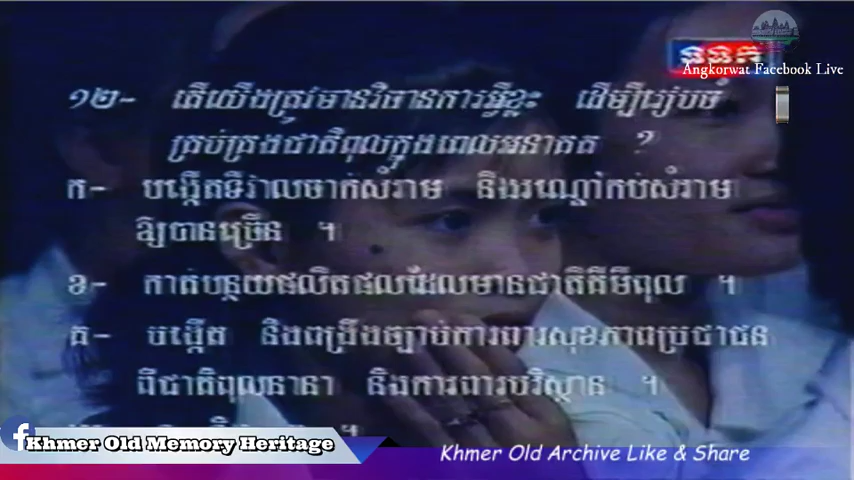 ទទក
Angkorwat Facebook Live
១២- តើយើងត្រូវមានវិធានការអ្វីខ្លះ ដើម្បីរៀបចំ
គ្រប់គ្រងជាតិពុលក្នុងពេលអនាគត ?
ក- បង្កើតទីវាលចាក់សំរាម និងរណ្តៅកប់សំរាម
ឱ្យបានច្រើន ។
ខ- កាត់បន្ថយផលិតផលដែលមានជាតិគីមីពុល ។
គ- បង្កើត និងពង្រឹងច្បាប់ការពារសុខភាពប្រជាជន
ពីជាតិពុលនានា និងការពារបរិស្ថាន ។
Khmer Old Memory Heritage
Khmer Old Archive Like & Share